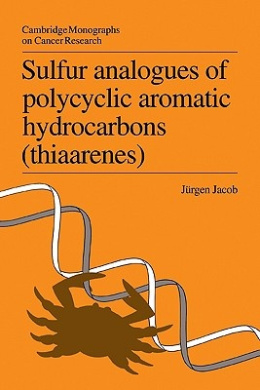 Cambridge Monographs
on Cancer Research
Sulfur analogues of
polycyclic aromatic
hydrocarbons
(thiaarenes)
Jürgen Jacob